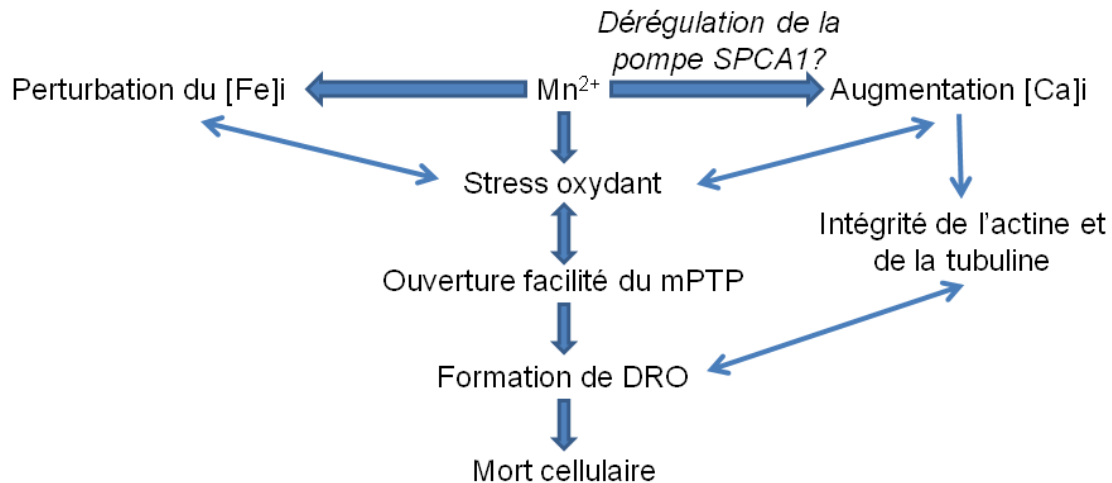 Dérégulation de la
pompe SPCA1?
Perturbation du [Fe]i
Mn²⁺
Augmentation [Ca]i
Stress oxydant
Intégrité de l'actine et
de la tubuline
Ouverture facilité du mPTP
Formation de DRO
Mort cellulaire